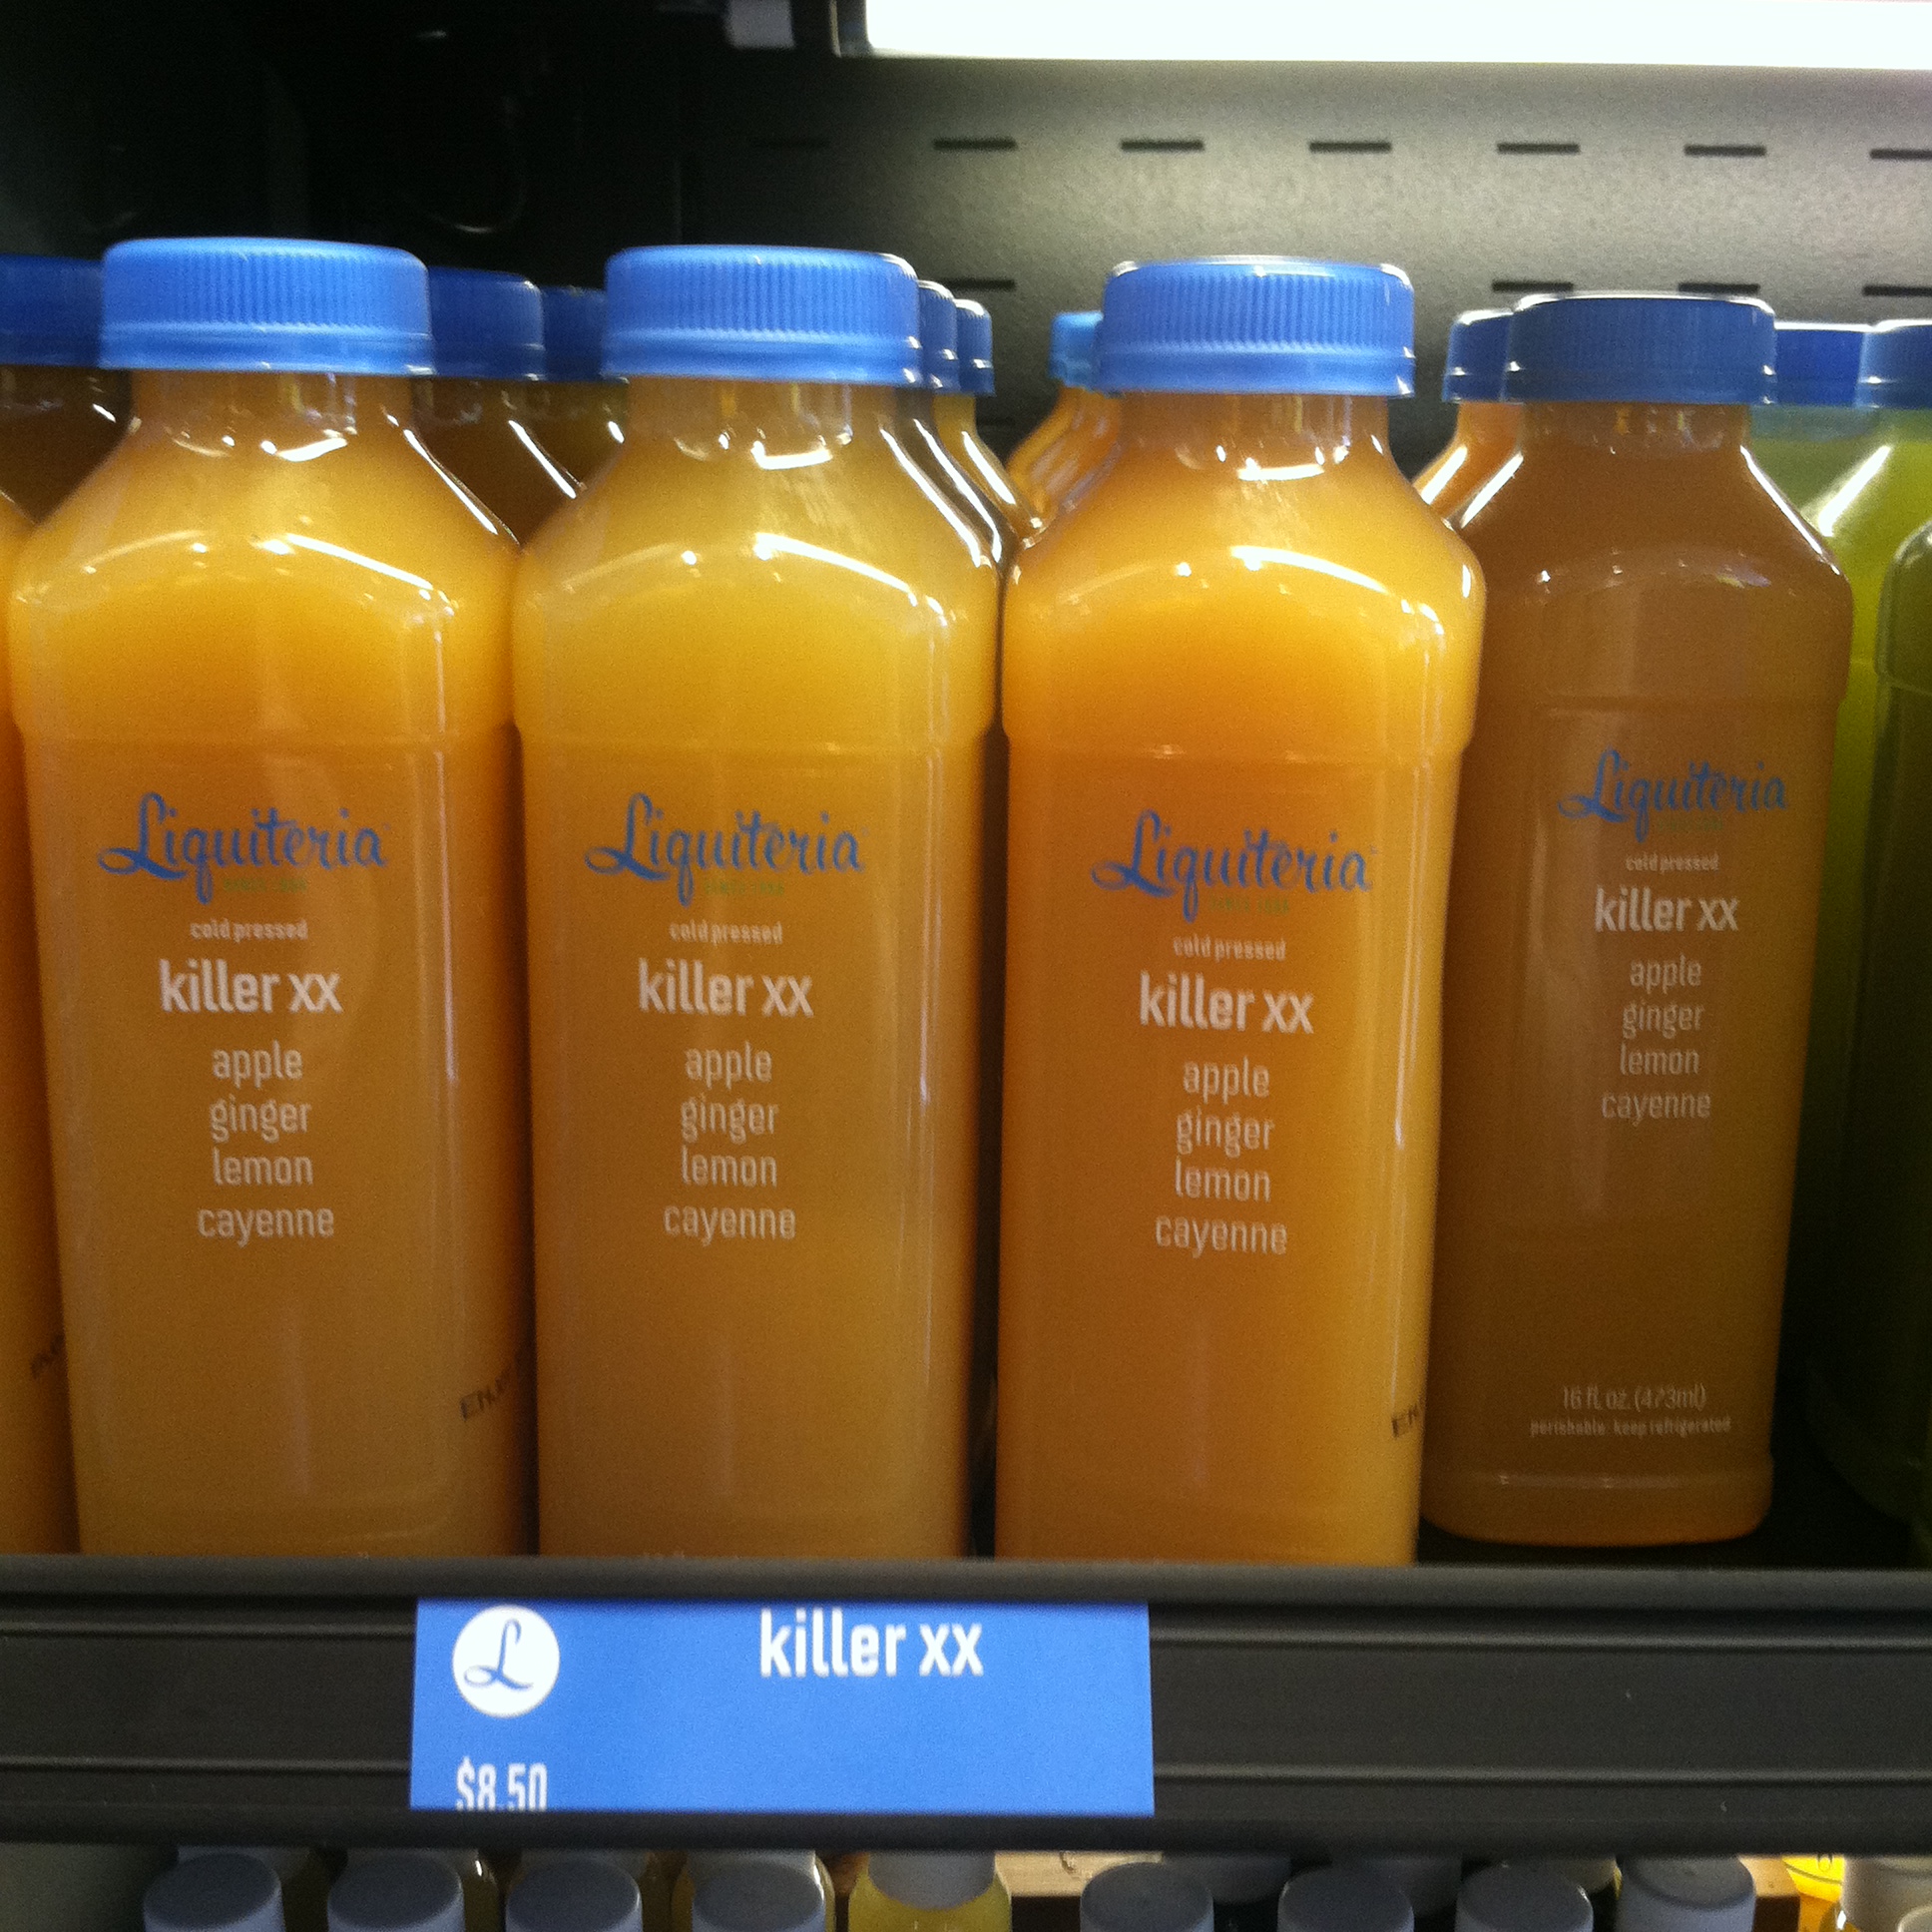 Liquiteria
cold pressed
killer xx
apple
ginger
lemon
cayenne
Liquiteria
cold pressed
killer xx
apple
ginger
lemon
cayenne
Liquiteria
cold pressed
killer xx
apple
ginger
lemon
cayenne
Liquiteria
cold pressed
killer xx
apple
ginger
lemon
cayenne
16 fl. oz. (473ml)
perishable: keep refrigerated
L
killer xx
$8.50